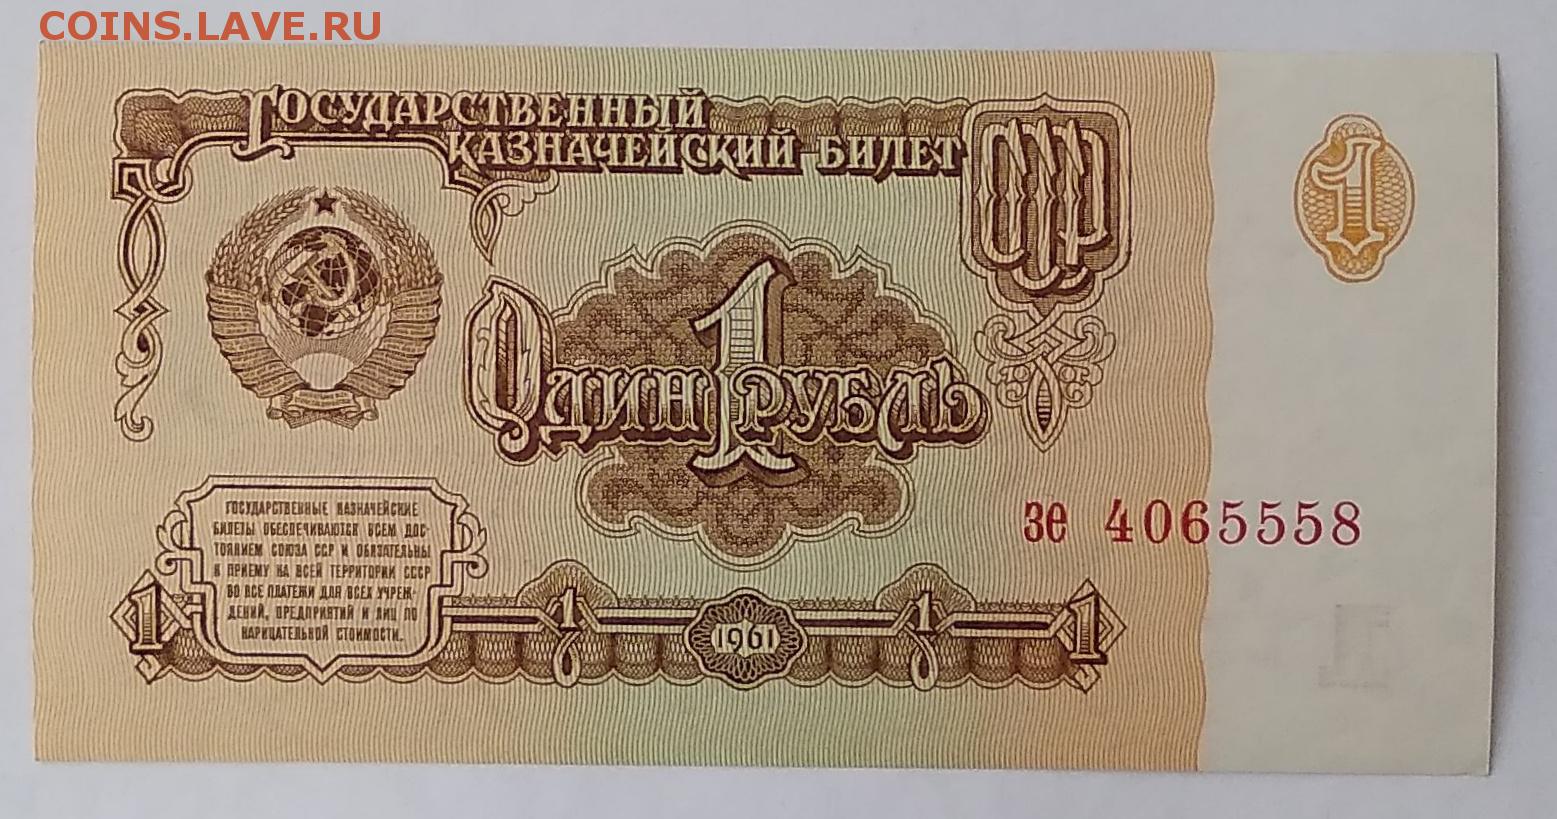 COINS.LAVE.RU
ГОСУДАРСТВЕННЫЙ
КАЗНАЧЕЙСКИЙ БИЛЕТ
1
1
ОДИН РУБЛЬ
зе 4065558
ГОСУДАРСТВЕННЫЕ КАЗНАЧЕЙСКИЕ
БИЛЕТЫ ОБЕСПЕЧИВАЮТСЯ ВСЕМ ДОС-
ТОЯНИЕМ СОЮЗА ССР И ОБЯЗАТЕЛЬНЫ
К ПРИЕМУ НА ВСЕЙ ТЕРРИТОРИИ СССР
ВО ВСЕ ПЛАТЕЖИ ДЛЯ ВСЕХ УЧРЕЖ-
ДЕНИЙ, ПРЕДПРИЯТИЙ И ЛИЦ ПО
НАРИЦАТЕЛЬНОЙ СТОИМОСТИ.
1 1 1961 1 1